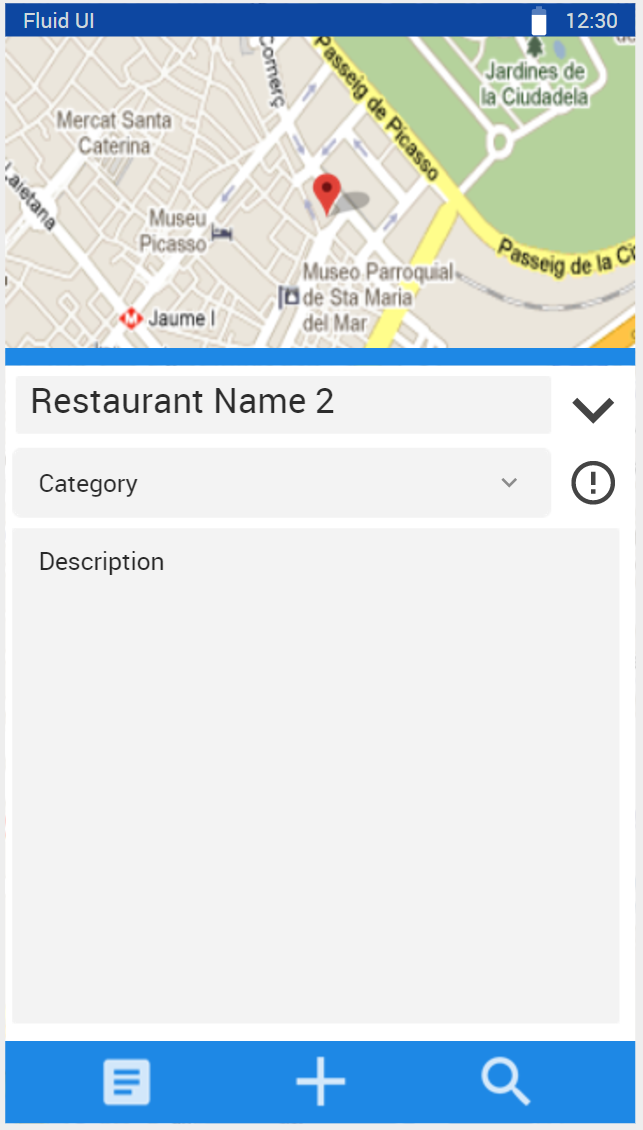 Fluid UI 12:30
Comerç
Passeig de Picasso
Jardines de
la Ciudadela
Mercat Santa
Caterina
Laietana
Museu
Picasso
Passeig de la Ci
Museo Parroquial
de Sta Maria
del Mar
M Jaume I
Restaurant Name 2
Category
Description